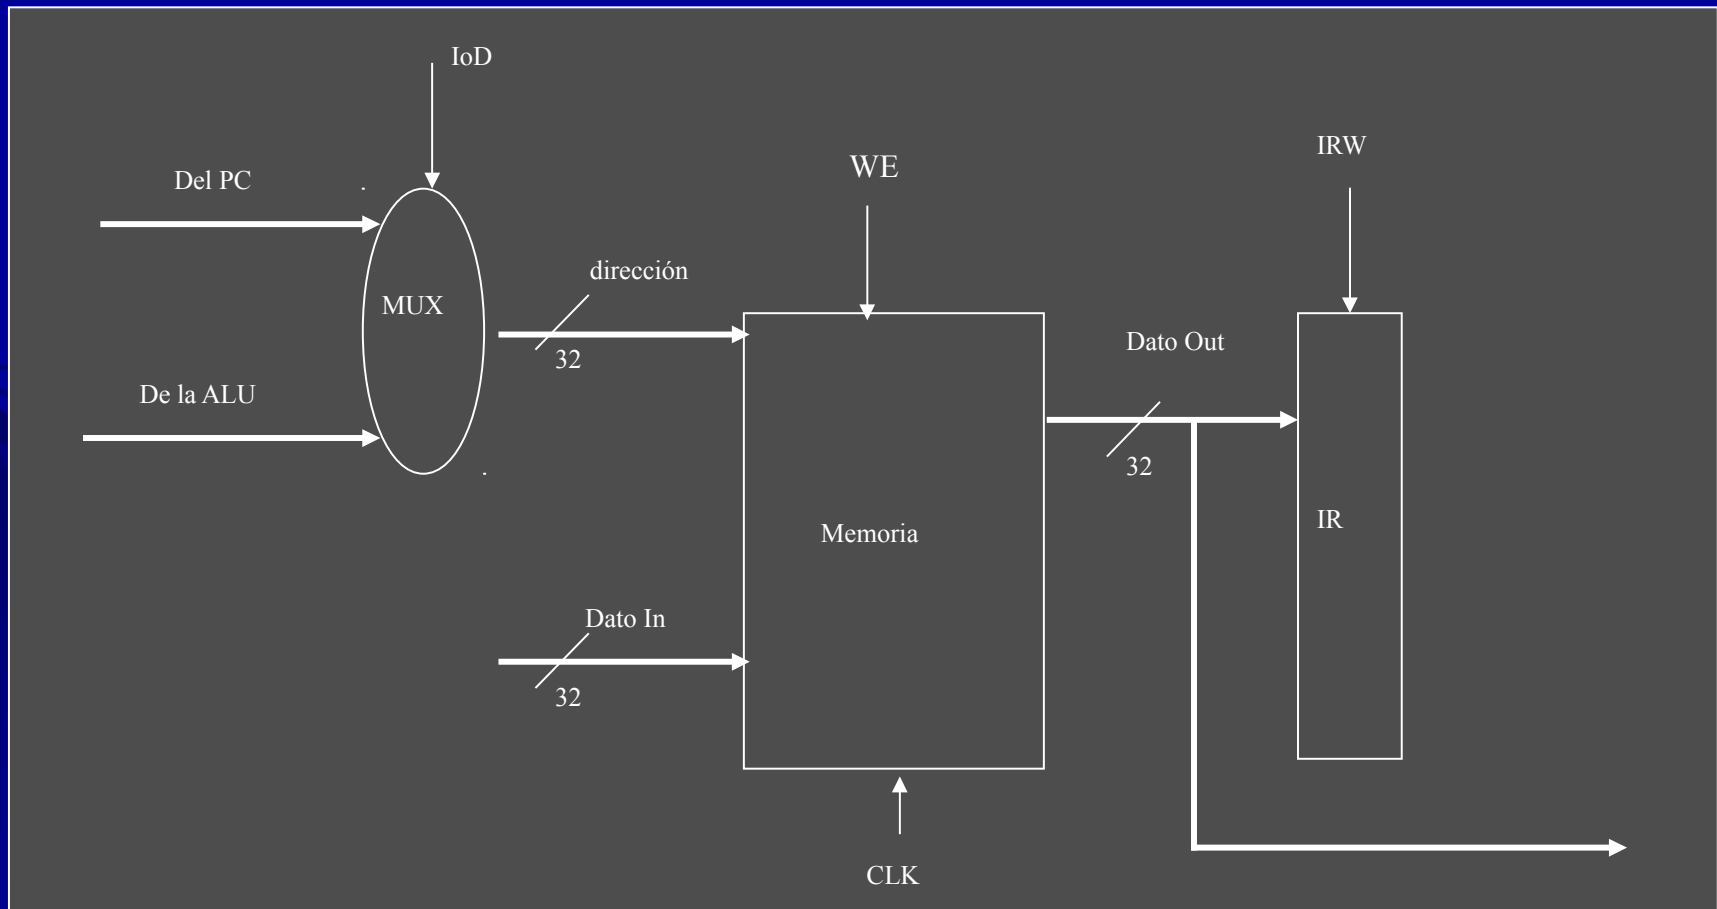 IoD
IRW
WE
Del PC
dirección
MUX
32
Dato Out
De la ALU
32
IR
Memoria
Dato In
32
CLK